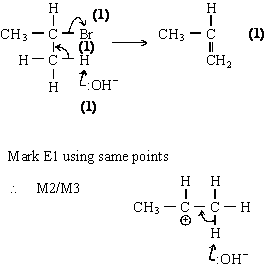 H H
(1)
CH₃ — C — Br ⟶ CH₃ — C (1)
(1)
H — C — H CH₂
H :OH⁻
(1)
Mark E1 using same points
∴ M2/M3
H H
CH₃ — C — C — H
⊕
H
:OH⁻